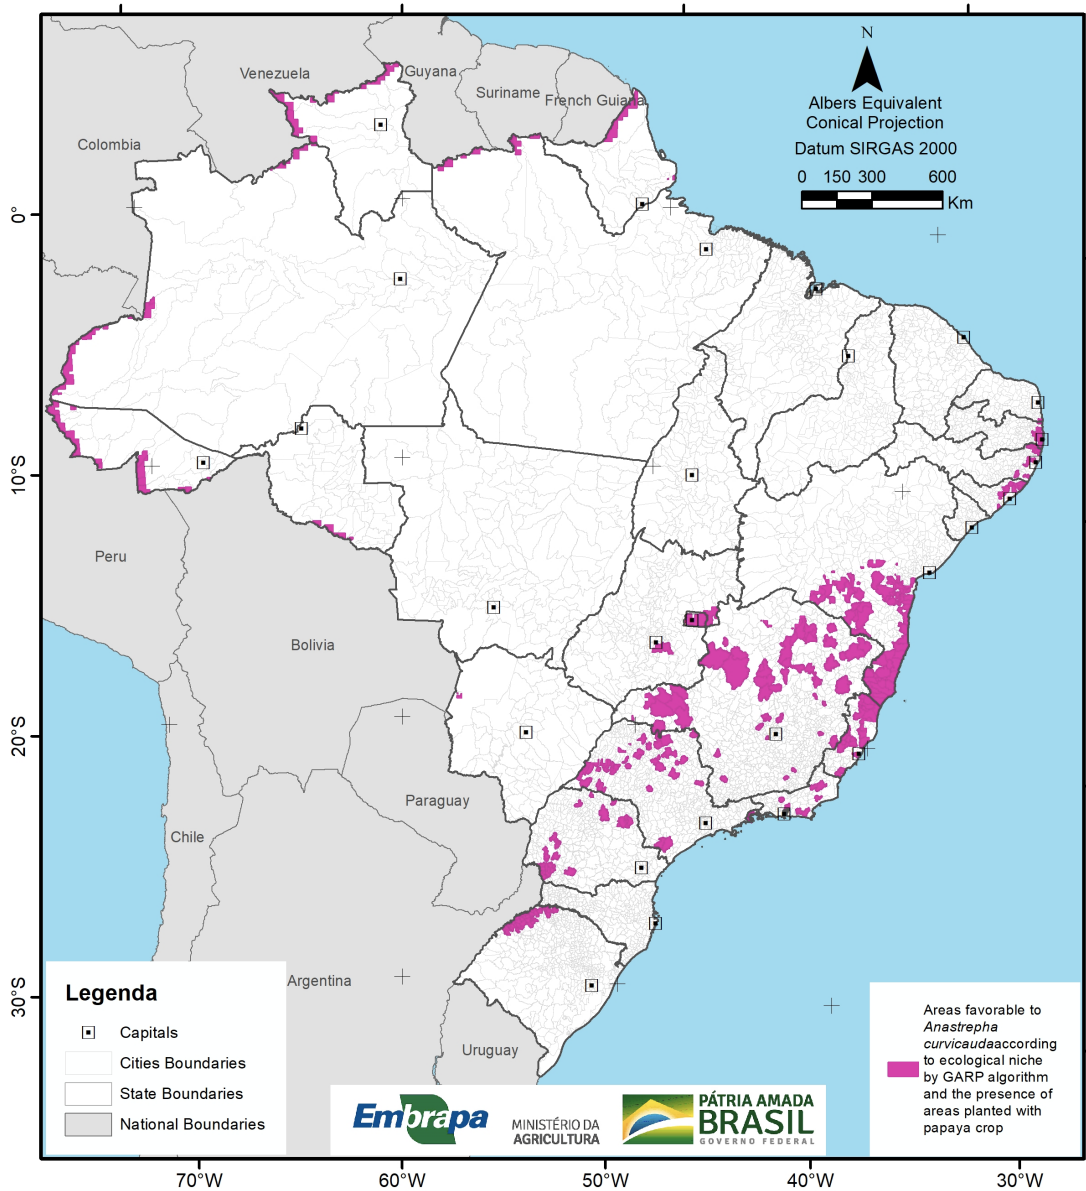 N
Albers Equivalent
Conical Projection
Datum SIRGAS 2000
0 150 300 600
Km
Venezuela
Guyana
Suriname
French Guiana
Colombia
Peru
Bolivia
Paraguay
Chile
Argentina
Uruguay
0°
10°S
20°S
30°S
70°W
60°W
50°W
40°W
30°W
Legenda
Capitals
Cities Boundaries
State Boundaries
National Boundaries
Embrapa
MINISTÉRIO DA
AGRICULTURA
PÁTRIA AMADA
BRASIL
GOVERNO FEDERAL
Areas favorable to
Anastrepha
curvicaudaaccording
to ecological niche
by GARP algorithm
and the presence of
areas planted with
papaya crop